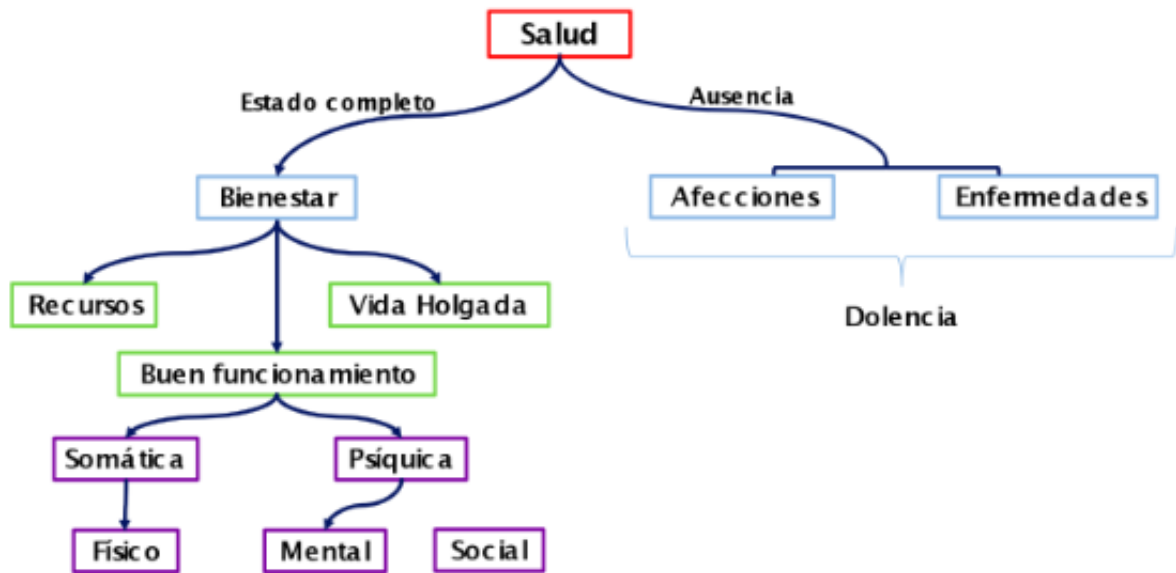 Salud
Estado completo
Ausencia
Bienestar
Afecciones
Enfermedades
Recursos
Vida Holgada
Dolencia
Buen funcionamiento
Somática
Psíquica
Físico
Mental
Social